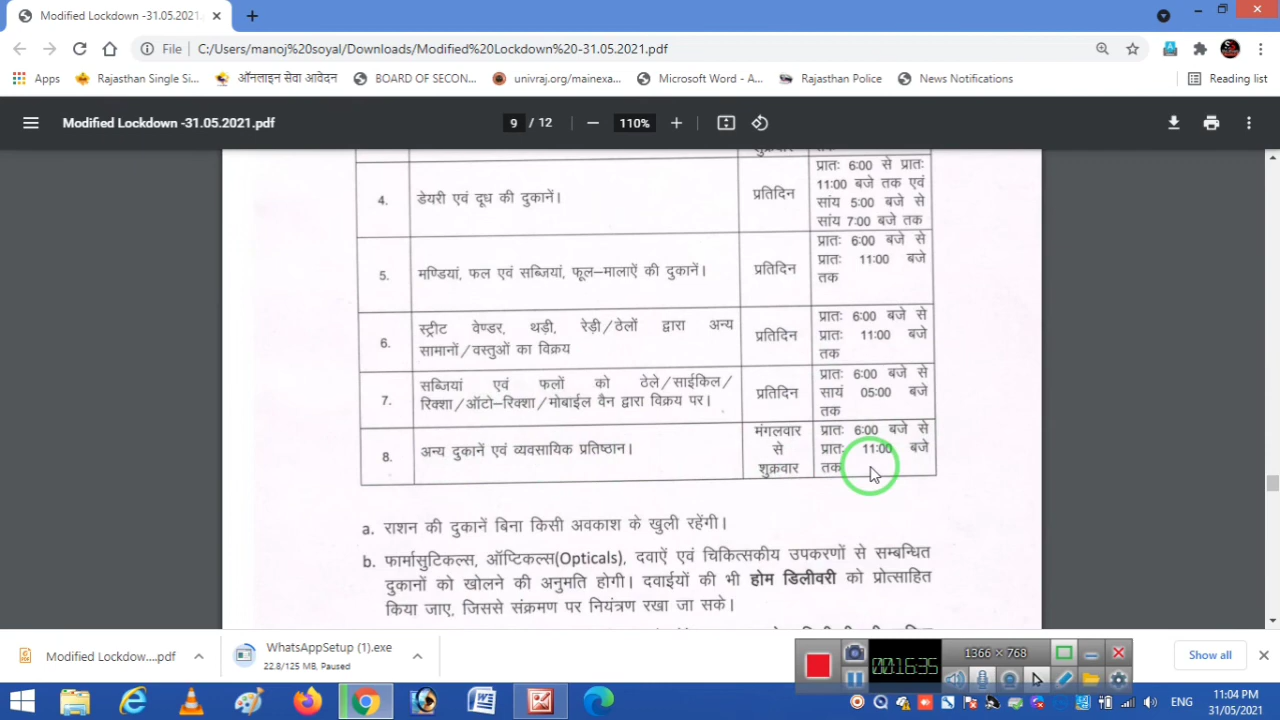 Modified Lockdown -31.05.2021.
File C:/Users/manoj%20soyal/Downloads/Modified%20Lockdown%20-31.05.2021.pdf
Apps Rajasthan Single Si... ऑनलाइन सेवा आवेदन BOARD OF SECON... univraj.org/mainexa... Microsoft Word - A... Rajasthan Police News Notifications Reading list
Modified Lockdown -31.05.2021.pdf 9 / 12 110%
4. डेयरी एवं दूध की दुकानें। प्रतिदिन
प्रातः 6:00 से प्रातः
11:00 बजे तक एवं
सांय 5:00 बजे से
सांय 7:00 बजे तक
5. मण्डियां, फल एवं सब्जियां, फूल–मालाऐं की दुकानें। प्रतिदिन
प्रातः 6:00 बजे से
प्रातः 11:00 बजे
तक
6. स्ट्रीट वेण्डर, थड़ी, रेड़ी/ठेलों द्वारा अन्य
सामानों/वस्तुओं का विक्रय
प्रतिदिन
प्रातः 6:00 बजे से
प्रातः 11:00 बजे
तक
7. सब्जियां एवं फलों को ठेले/साईकिल/
रिक्शा/ऑटो–रिक्शा/मोबाईल वैन द्वारा विक्रय पर।
प्रतिदिन
प्रातः 6:00 बजे से
सायं 05:00 बजे
तक
8. अन्य दुकानें एवं व्यवसायिक प्रतिष्ठान।
मंगलवार
से
शुक्रवार
प्रातः 6:00 बजे से
प्रातः 11:00 बजे
तक
a. राशन की दुकानें बिना किसी अवकाश के खुली रहेंगी।
b. फार्मासुटिकल्स, ऑप्टिकल्स(Opticals), दवाऐं एवं चिकित्सकीय उपकरणों से सम्बन्धित
दुकानों को खोलने की अनुमति होगी। दवाईयों की भी होम डिलीवरी को प्रोत्साहित
किया जाए, जिससे संक्रमण पर नियंत्रण रखा जा सके।
Modified Lockdow....pdf
WhatsAppSetup (1).exe
22.8/125 MB, Paused
00:16:35
1366 × 768
Show all
ENG
11:04 PM
31/05/2021